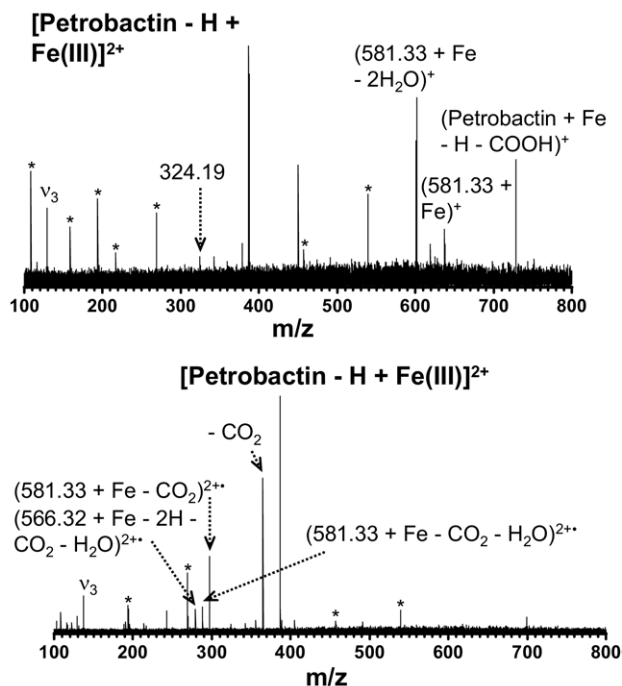 [Petrobactin - H +
Fe(III)]²⁺
(581.33 + Fe
- 2H₂O)⁺
(Petrobactin + Fe
- H - COOH)⁺
324.19
(581.33 +
Fe)⁺
*
ν₃
*
*
*
*
*
*
100 200 300 400 500 600 700 800
m/z
[Petrobactin - H + Fe(III)]²⁺
- CO₂
(581.33 + Fe - CO₂)²⁺•
(566.32 + Fe - 2H -
CO₂ - H₂O)²⁺•
(581.33 + Fe - CO₂ - H₂O)²⁺•
ν₃
*
*
*
*
100 200 300 400 500 600 700 800
m/z